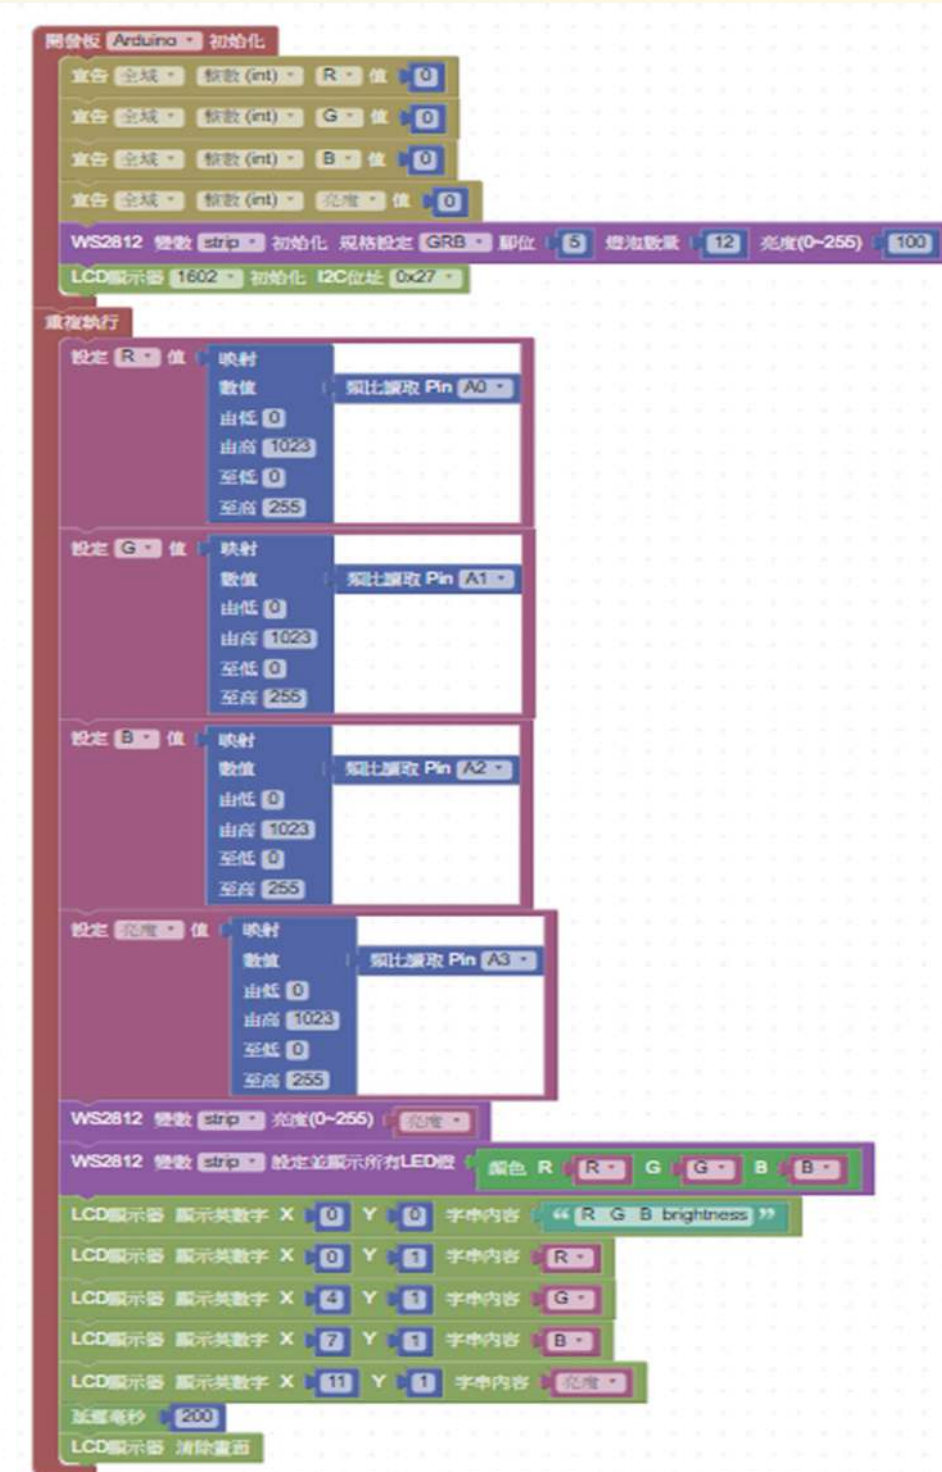 開發板 Arduino 初始化
宣告 全域 整數 (int) R 值 0
宣告 全域 整數 (int) G 值 0
宣告 全域 整數 (int) B 值 0
宣告 全域 整數 (int) 亮度 值 0
WS2812 變數 strip 初始化 規格設定 GRB 腳位 5 燈泡數量 12 亮度(0~255) 100
LCD顯示器 1602 初始化 I2C位址 0x27
重複執行
設定 R 值 映射
數值 類比讀取 Pin A0
由低 0
由高 1023
至低 0
至高 255
設定 G 值 映射
數值 類比讀取 Pin A1
由低 0
由高 1023
至低 0
至高 255
設定 B 值 映射
數值 類比讀取 Pin A2
由低 0
由高 1023
至低 0
至高 255
設定 亮度 值 映射
數值 類比讀取 Pin A3
由低 0
由高 1023
至低 0
至高 255
WS2812 變數 strip 亮度(0~255) 亮度
WS2812 變數 strip 設定並顯示所有LED燈 顏色 R R G G B B
LCD顯示器 顯示英數字 X 0 Y 0 字串內容 “ R G B brightness ”
LCD顯示器 顯示英數字 X 0 Y 1 字串內容 R
LCD顯示器 顯示英數字 X 4 Y 1 字串內容 G
LCD顯示器 顯示英數字 X 7 Y 1 字串內容 B
LCD顯示器 顯示英數字 X 11 Y 1 字串內容 亮度
延遲毫秒 200
LCD顯示器 清除畫面